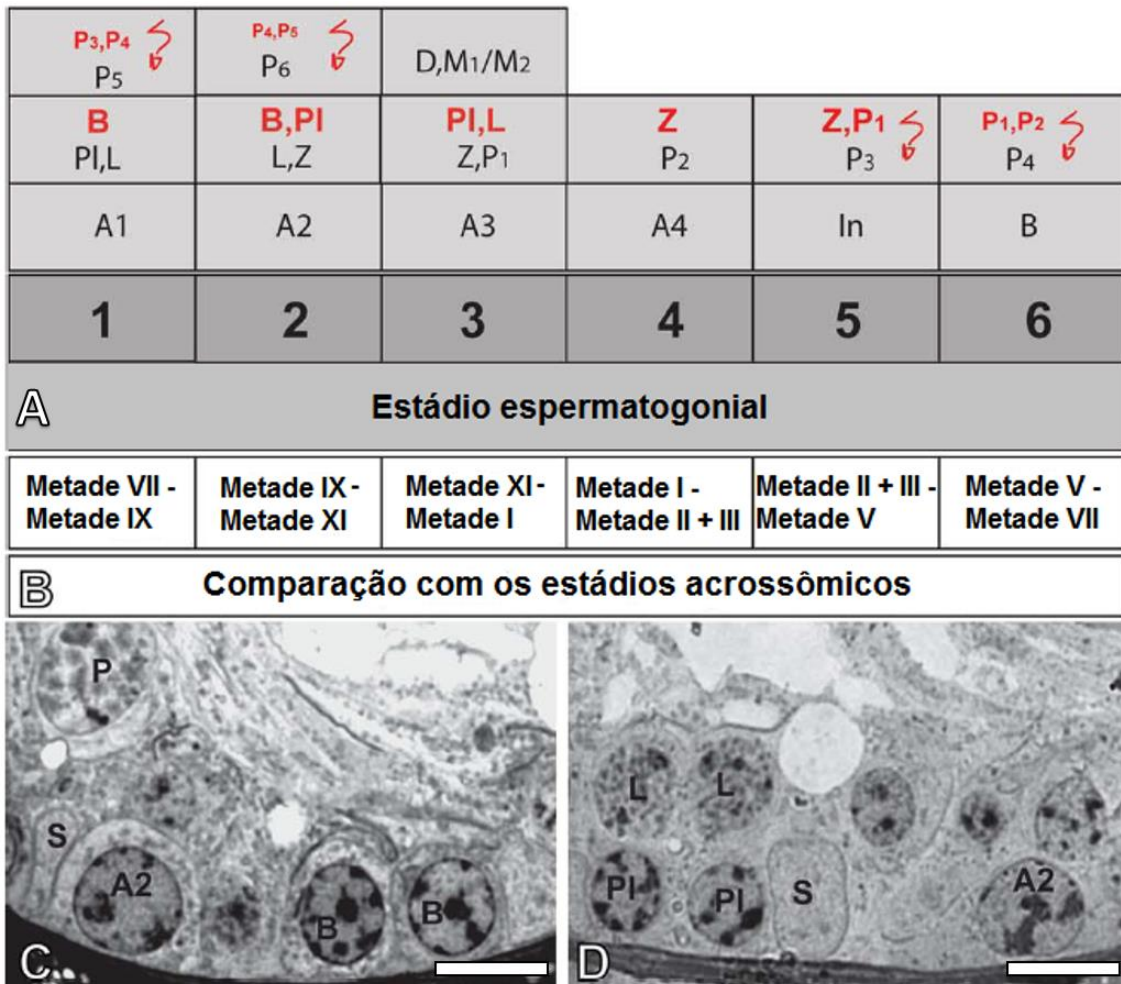 P3,P4 P4,P5
P5 P6 D,M1/M2
B B,Pl Pl,L Z Z,P1 P1,P2
Pl,L L,Z Z,P1 P2 P3 P4
A1 A2 A3 A4 In B
1 2 3 4 5 6
A Estádio espermatogonial
Metade VII - Metade IX - Metade XI - Metade I - Metade II + III - Metade V -
Metade IX Metade XI Metade I Metade II + III Metade V Metade VII
B Comparação com os estádios acrossômicos
P
S
A2
B
B
C
L
L
Pl
Pl
S
A2
D